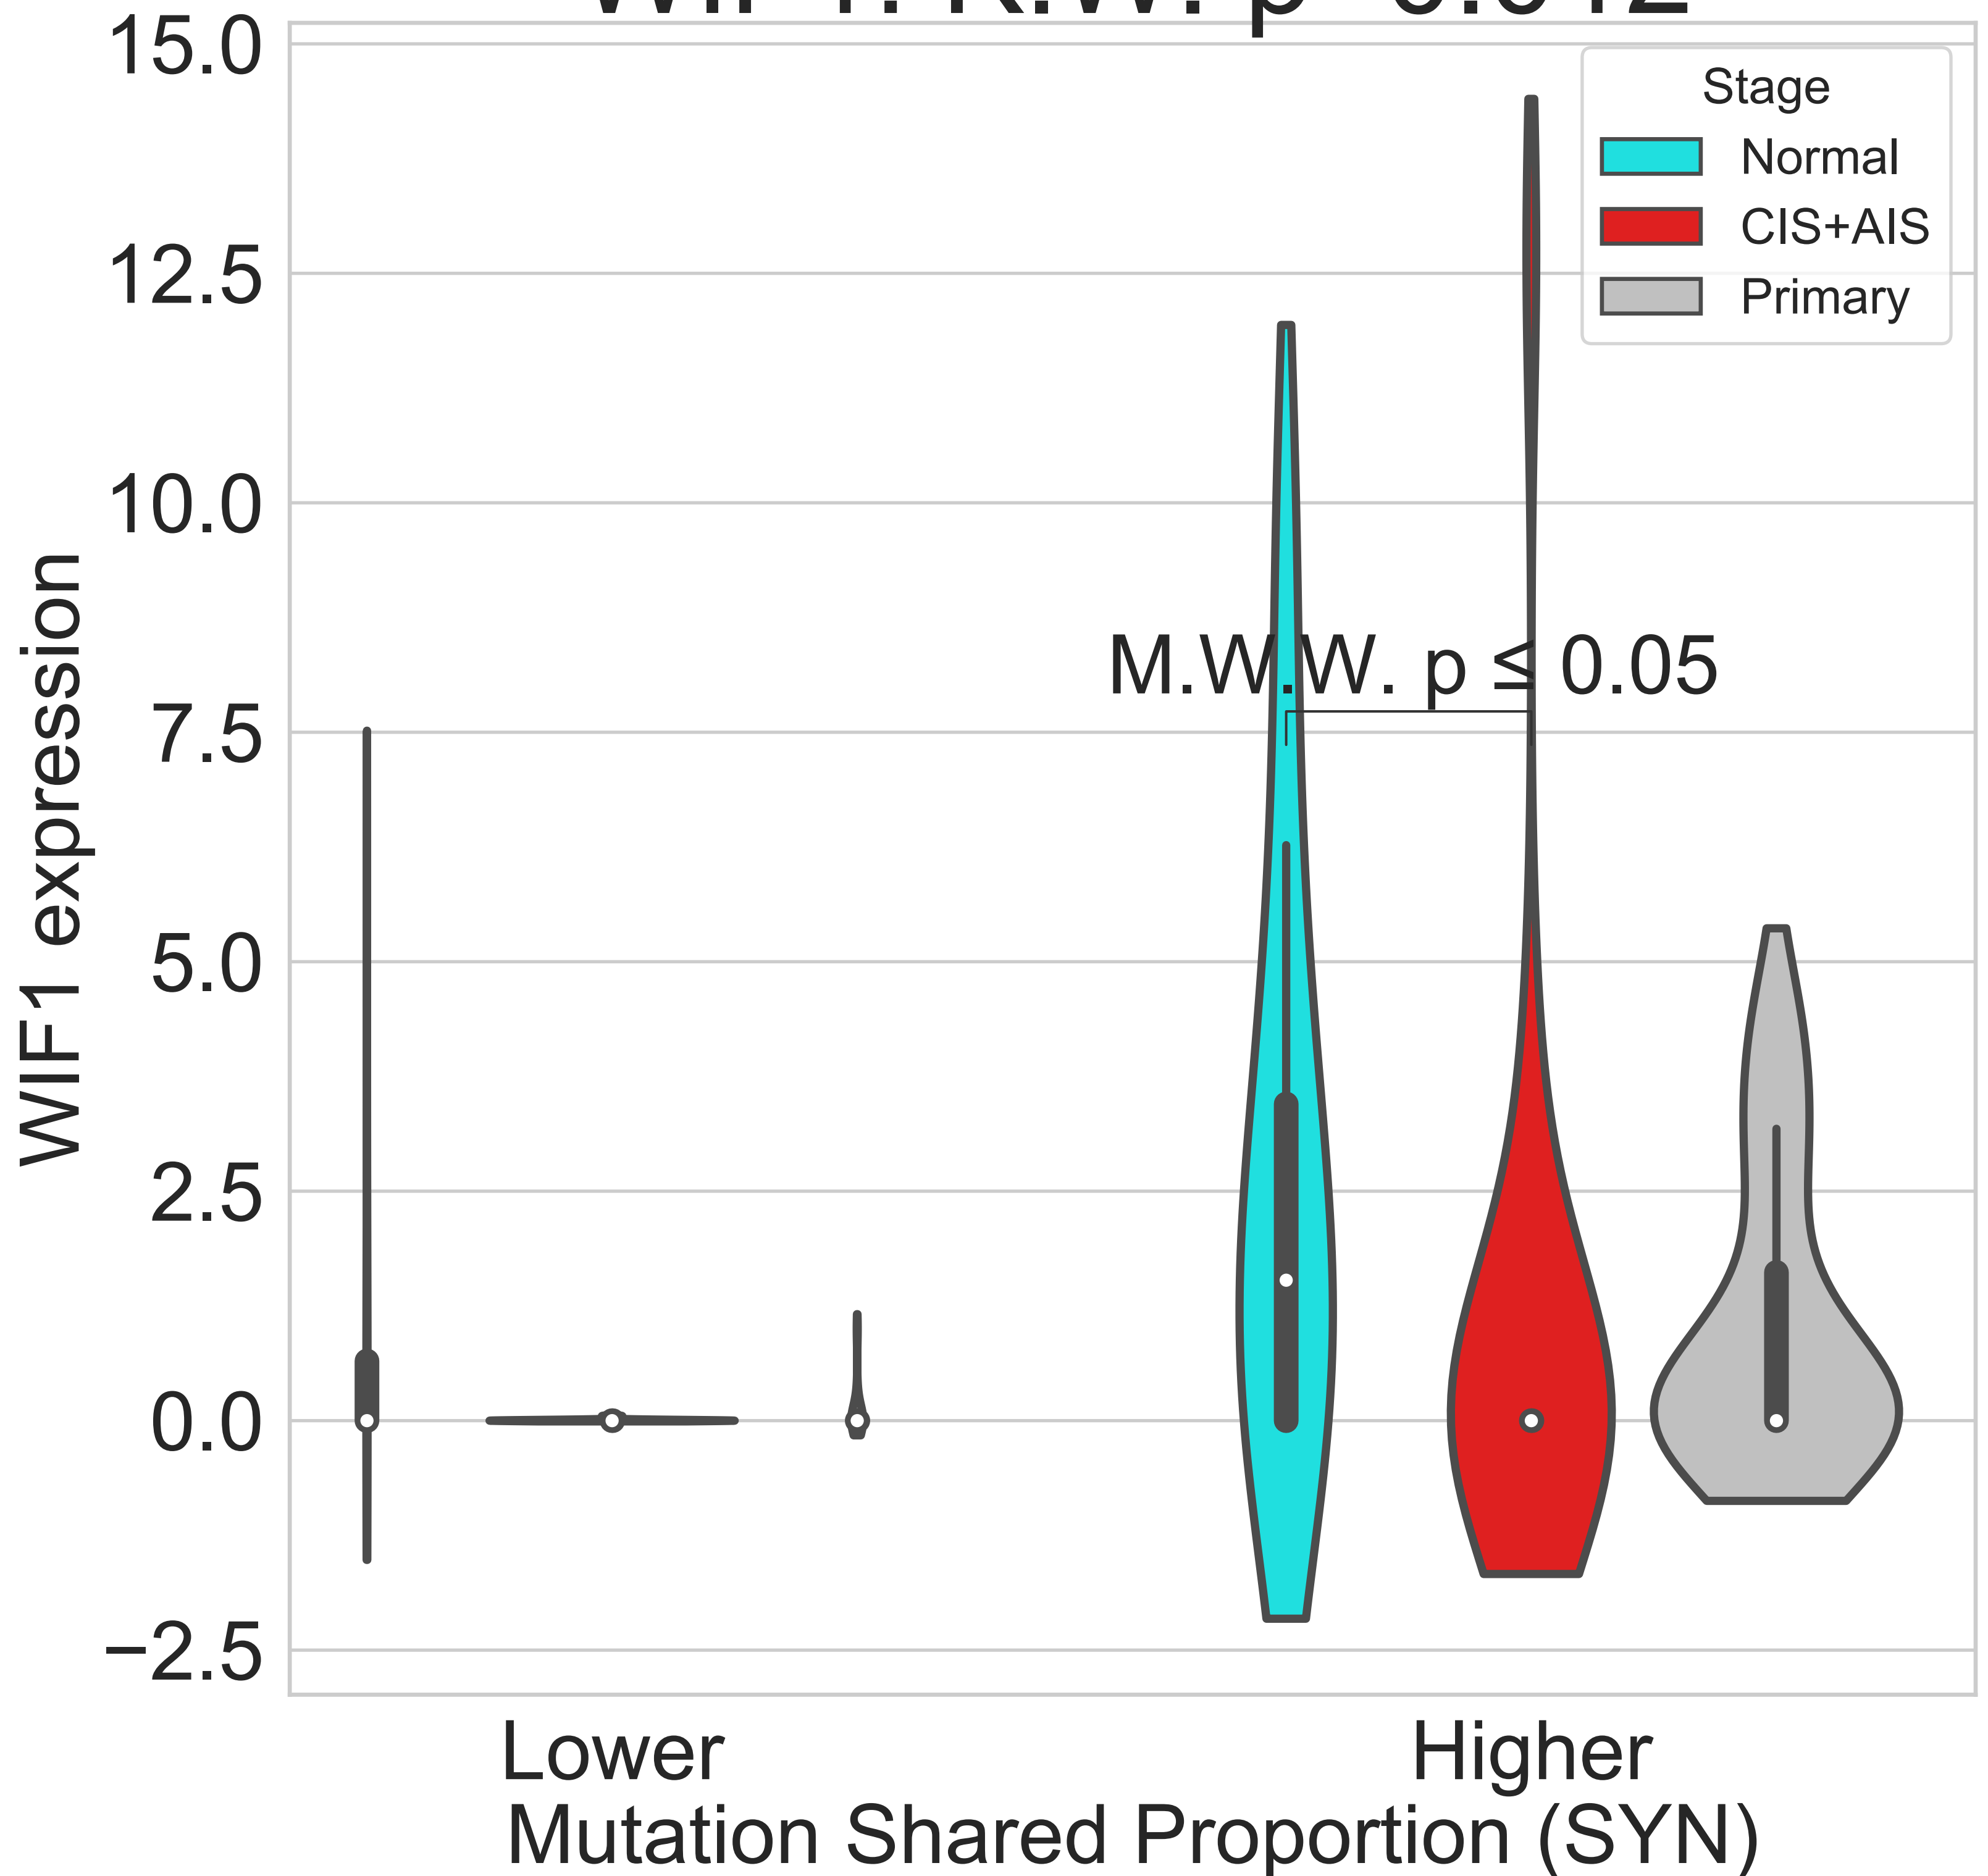 15.0
12.5
10.0
7.5
5.0
2.5
0.0
−2.5
WIF1 expression
Stage
Normal
CIS+AIS
Primary
M.W.W. p ≤ 0.05
Lower
Higher
Mutation Shared Proportion (SYN)